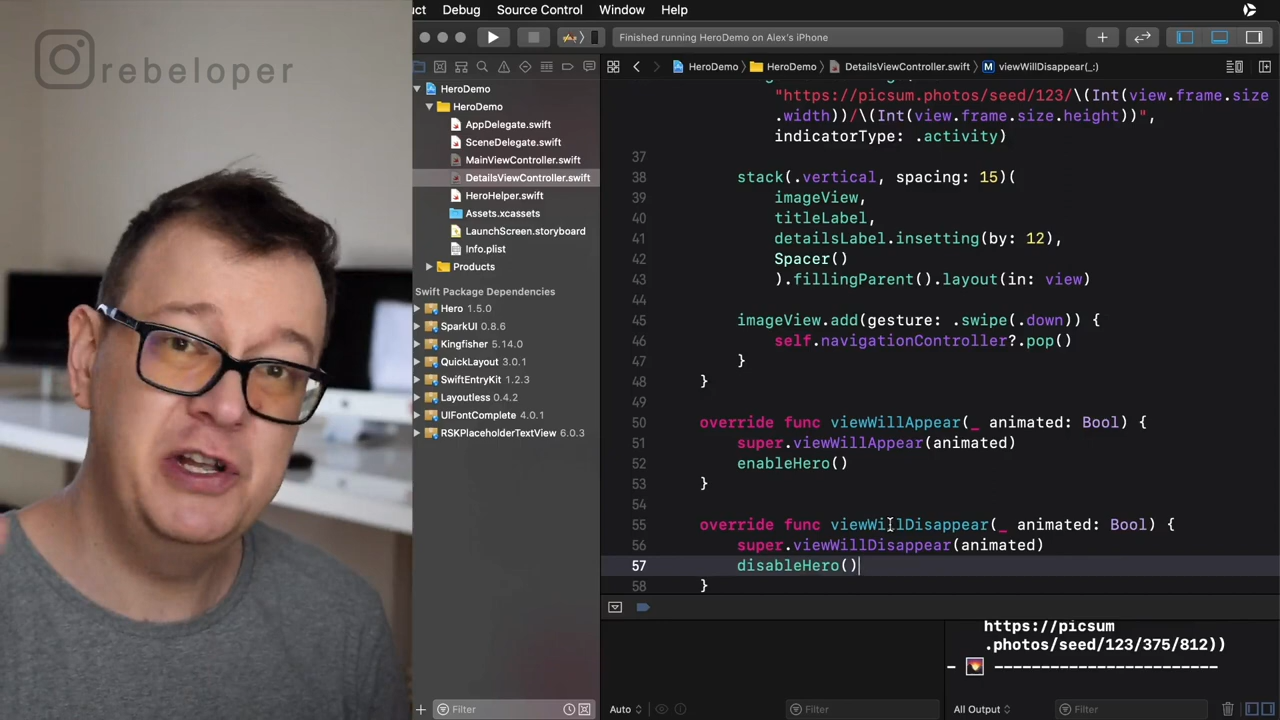 uct Debug Source Control Window Help
rebeloper
Finished running HeroDemo on Alex's iPhone
HeroDemo HeroDemo DetailsViewController.swift viewWillDisappear(_:)
HeroDemo
HeroDemo
AppDelegate.swift
SceneDelegate.swift
MainViewController.swift
DetailsViewController.swift
HeroHelper.swift
Assets.xcassets
LaunchScreen.storyboard
Info.plist
Products
Swift Package Dependencies
Hero 1.5.0
SparkUI 0.8.6
Kingfisher 5.14.0
QuickLayout 3.0.1
SwiftEntryKit 1.2.3
Layoutless 0.4.2
UIFontComplete 4.0.1
RSKPlaceholderTextView 6.0.3
"https://picsum.photos/seed/123/\(Int(view.frame.size
.width))/\(Int(view.frame.size.height))",
indicatorType: .activity)
37
38 stack(.vertical, spacing: 15)(
39 imageView,
40 titleLabel,
41 detailsLabel.insetting(by: 12),
42 Spacer()
43 ).fillingParent().layout(in: view)
44
45 imageView.add(gesture: .swipe(.down)) {
46 self.navigationController?.pop()
47 }
48 }
49
50 override func viewWillAppear(_ animated: Bool) {
51 super.viewWillAppear(animated)
52 enableHero()
53 }
54
55 override func viewWillDisappear(_ animated: Bool) {
56 super.viewWillDisappear(animated)
57 disableHero()
58 }
https://picsum
.photos/seed/123/375/812))
- ------------------------
Filter
Auto
Filter
All Output
Filter